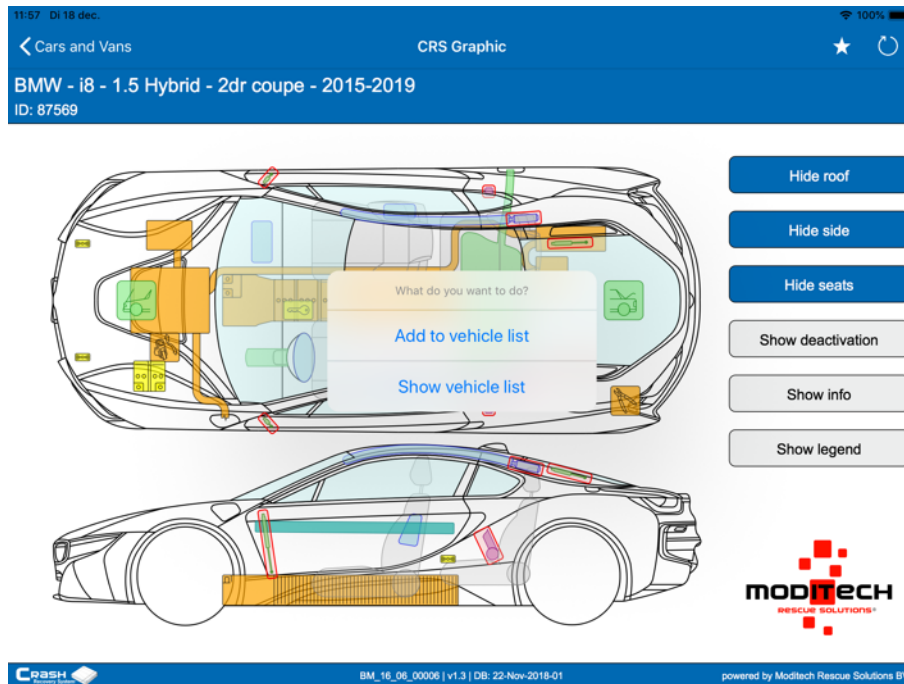 11:57 Di 18 dec.
100%
Cars and Vans
CRS Graphic
BMW - i8 - 1.5 Hybrid - 2dr coupe - 2015-2019
ID: 87569
Hide roof
Hide side
Hide seats
What do you want to do?
Add to vehicle list
Show vehicle list
Show deactivation
Show info
Show legend
MODITECH
RESCUE SOLUTIONS®
CRASH
Recovery System
BM_16_06_00006 | v1.3 | DB: 22-Nov-2018-01
powered by Moditech Rescue Solutions BV